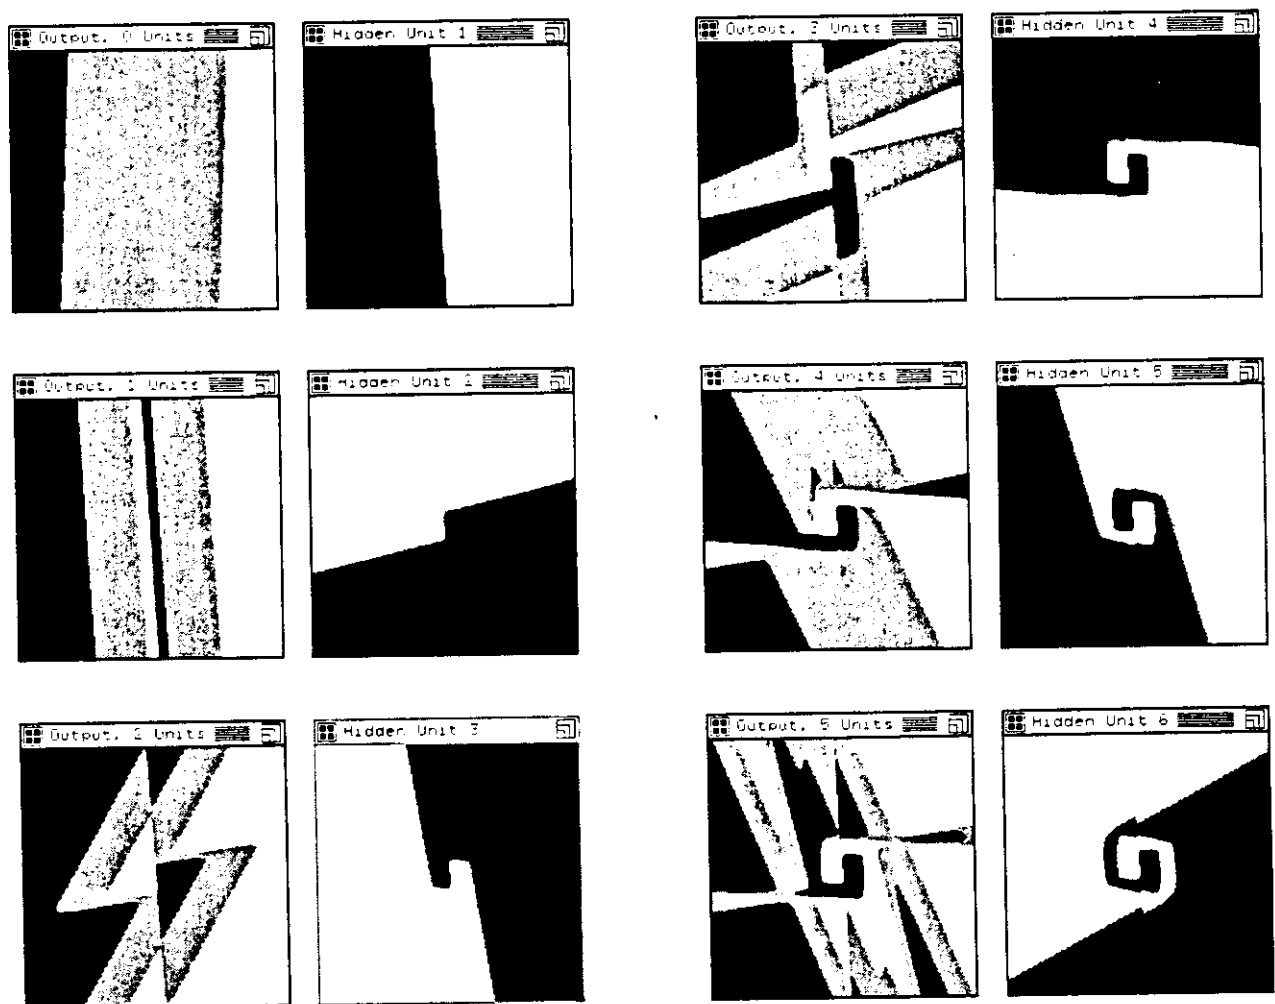 Output, 0 Units
Hidden Unit 1
Output, 1 Units
Hidden Unit 2
Output, 2 Units
Hidden Unit 3
Output, 3 Units
Hidden Unit 4
Output, 4 Units
Hidden Unit 5
Output, 5 Units
Hidden Unit 6